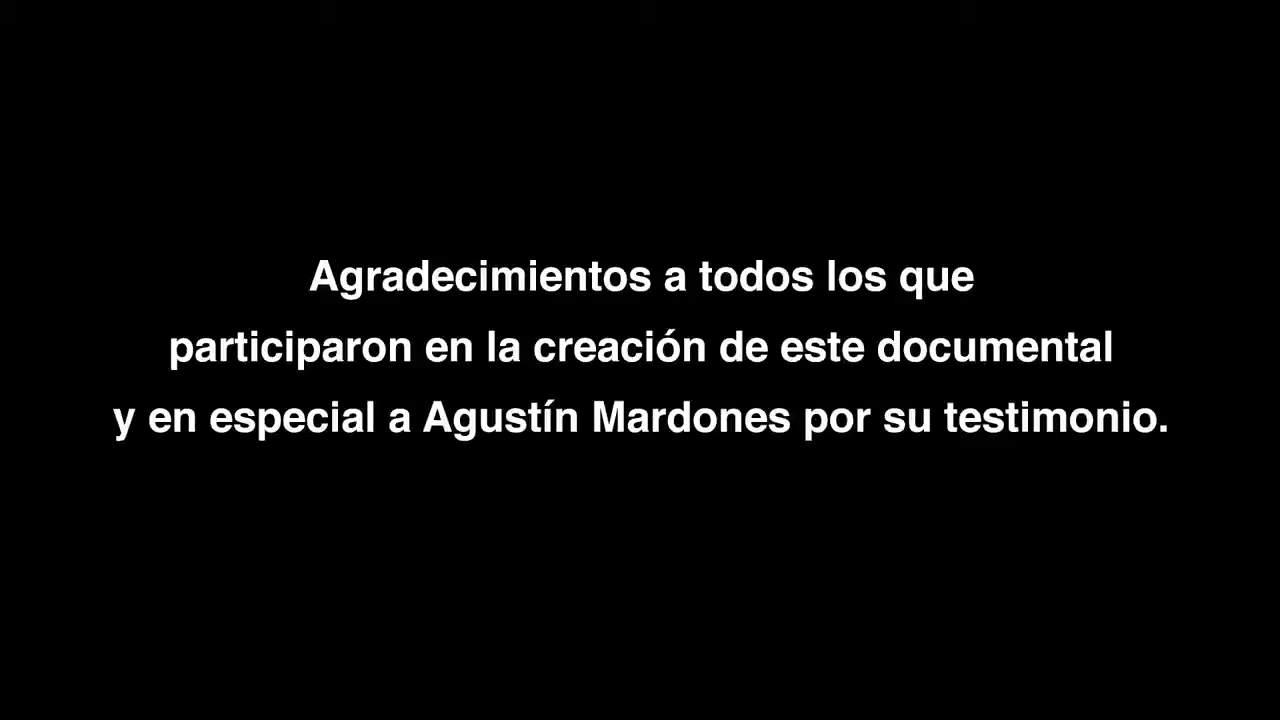 Agradecimientos a todos los que
participaron en la creación de este documental
y en especial a Agustín Mardones por su testimonio.